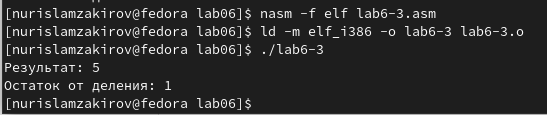 [nurislamzakirov@fedora lab06]$ nasm -f elf lab6-3.asm
[nurislamzakirov@fedora lab06]$ ld -m elf_i386 -o lab6-3 lab6-3.o
[nurislamzakirov@fedora lab06]$ ./lab6-3
Результат: 5
Остаток от деления: 1
[nurislamzakirov@fedora lab06]$